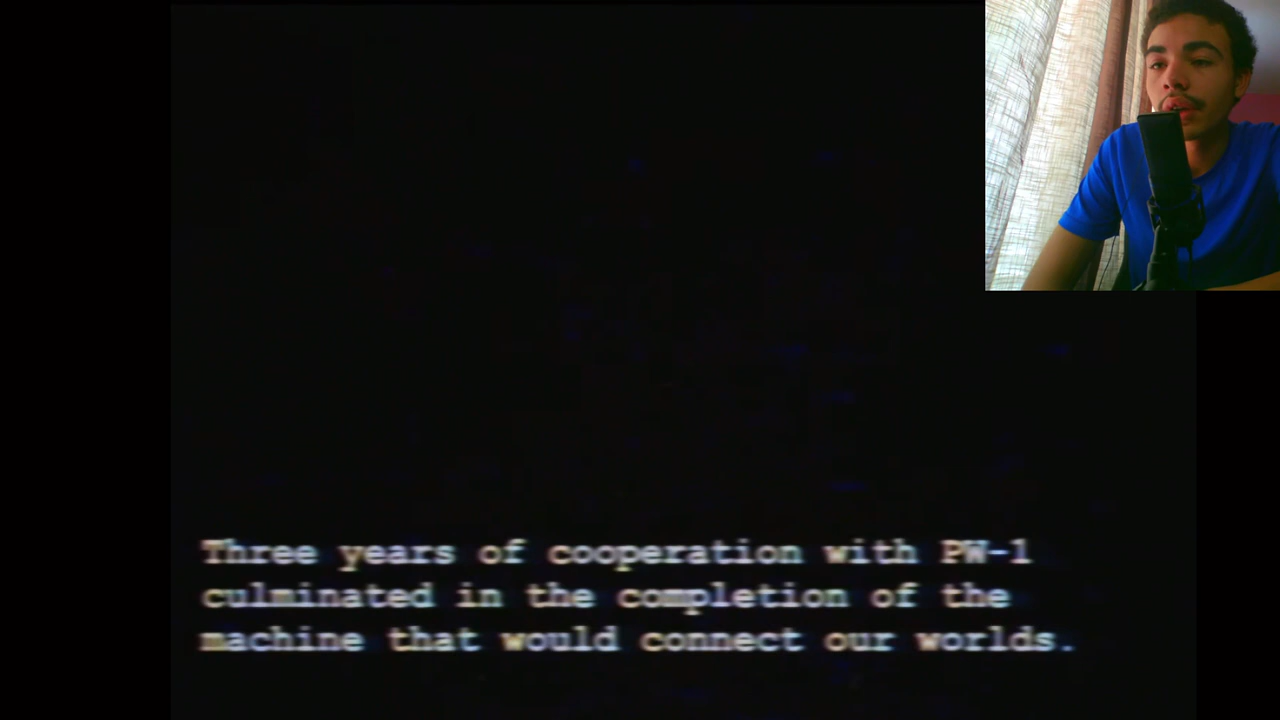 Three years of cooperation with PW-1
culminated in the completion of the
machine that would connect our worlds.